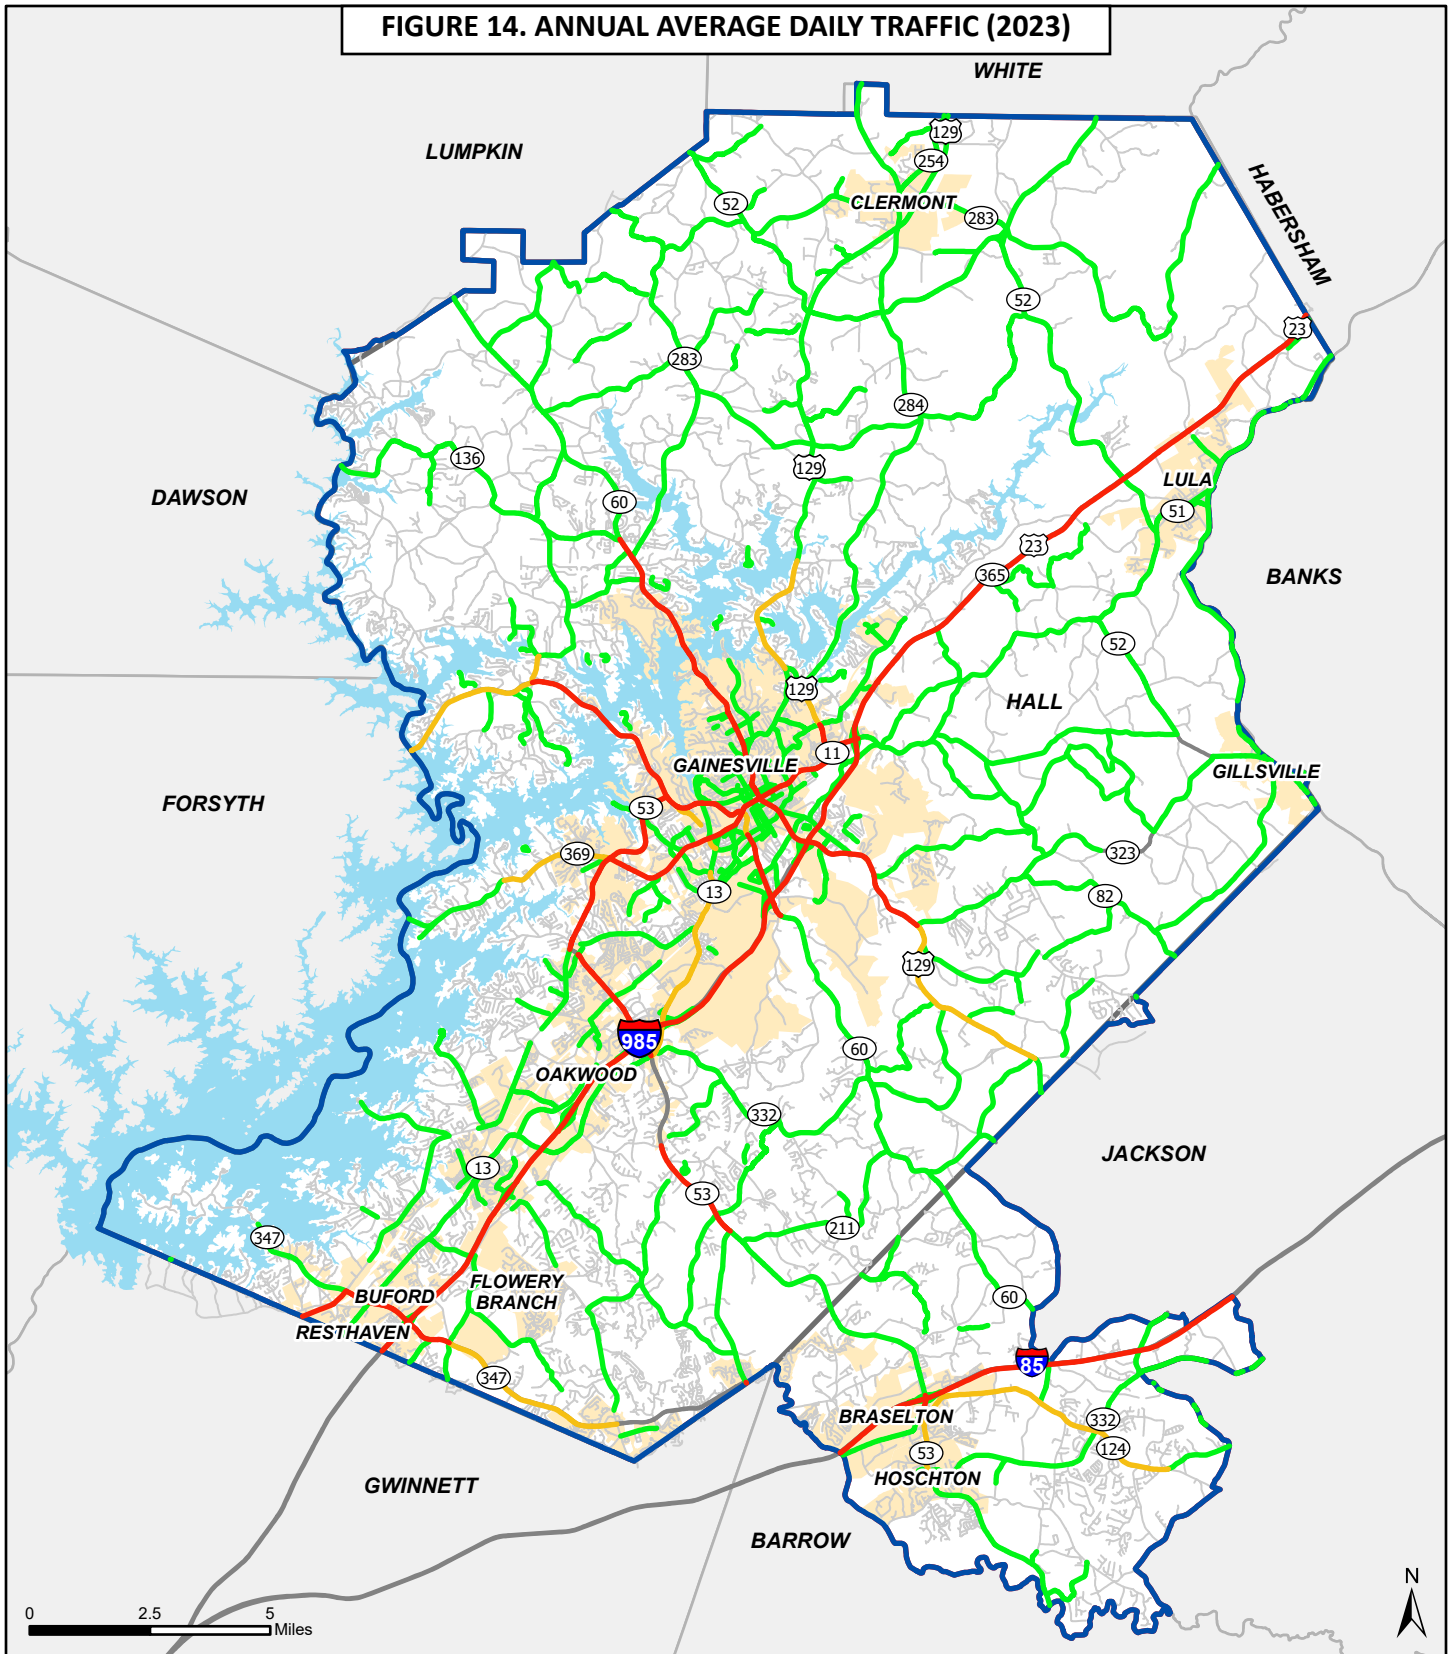 FIGURE 14. ANNUAL AVERAGE DAILY TRAFFIC (2023)
WHITE
LUMPKIN
129
254
HABERSHAM
52
CLERMONT
283
52
23
283
284
136
129
LULA
DAWSON
60
51
23
365
BANKS
52
129
HALL
11
GAINESVILLE
GILLSVILLE
FORSYTH
53
369
323
13
82
129
985
60
OAKWOOD
332
JACKSON
13
53
211
347
FLOWERY
BRANCH
BUFORD
60
RESTHAVEN
85
347
BRASELTON
332
124
53
HOSCHTON
GWINNETT
BARROW
N
0 2.5 5
Miles